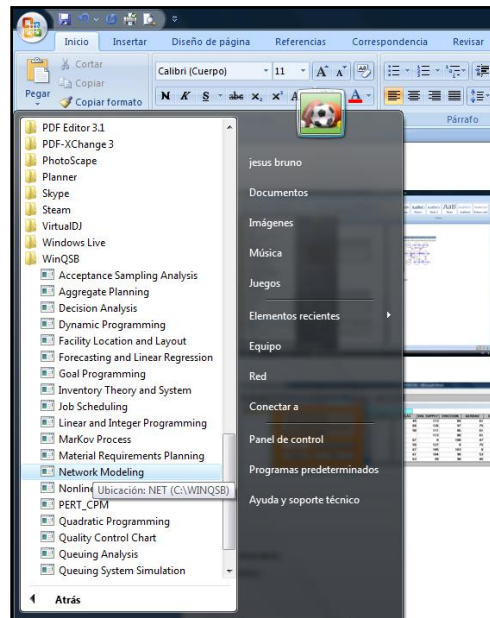 Inicio Insertar Diseño de página Referencias Correspondencia Revisar
Cortar
Copiar
Copiar formato
Pegar
Calibri (Cuerpo) 11
N K S abc x₂ x² A
Párrafo
PDF Editor 3.1
PDF-XChange 3
PhotoScape
Planner
Skype
Steam
VirtualDJ
Windows Live
WinQSB
Acceptance Sampling Analysis
Aggregate Planning
Decision Analysis
Dynamic Programming
Facility Location and Layout
Forecasting and Linear Regression
Goal Programming
Inventory Theory and System
Job Scheduling
Linear and Integer Programming
MarKov Process
Material Requirements Planning
Network Modeling
Nonline
Ubicación: NET (C:\WINQSB)
PERT_CPM
Quadratic Programming
Quality Control Chart
Queuing Analysis
Queuing System Simulation
Atrás
jesus bruno
Documentos
Imágenes
Música
Juegos
Elementos recientes
Equipo
Red
Conectar a
Panel de control
Programas predeterminados
Ayuda y soporte técnico